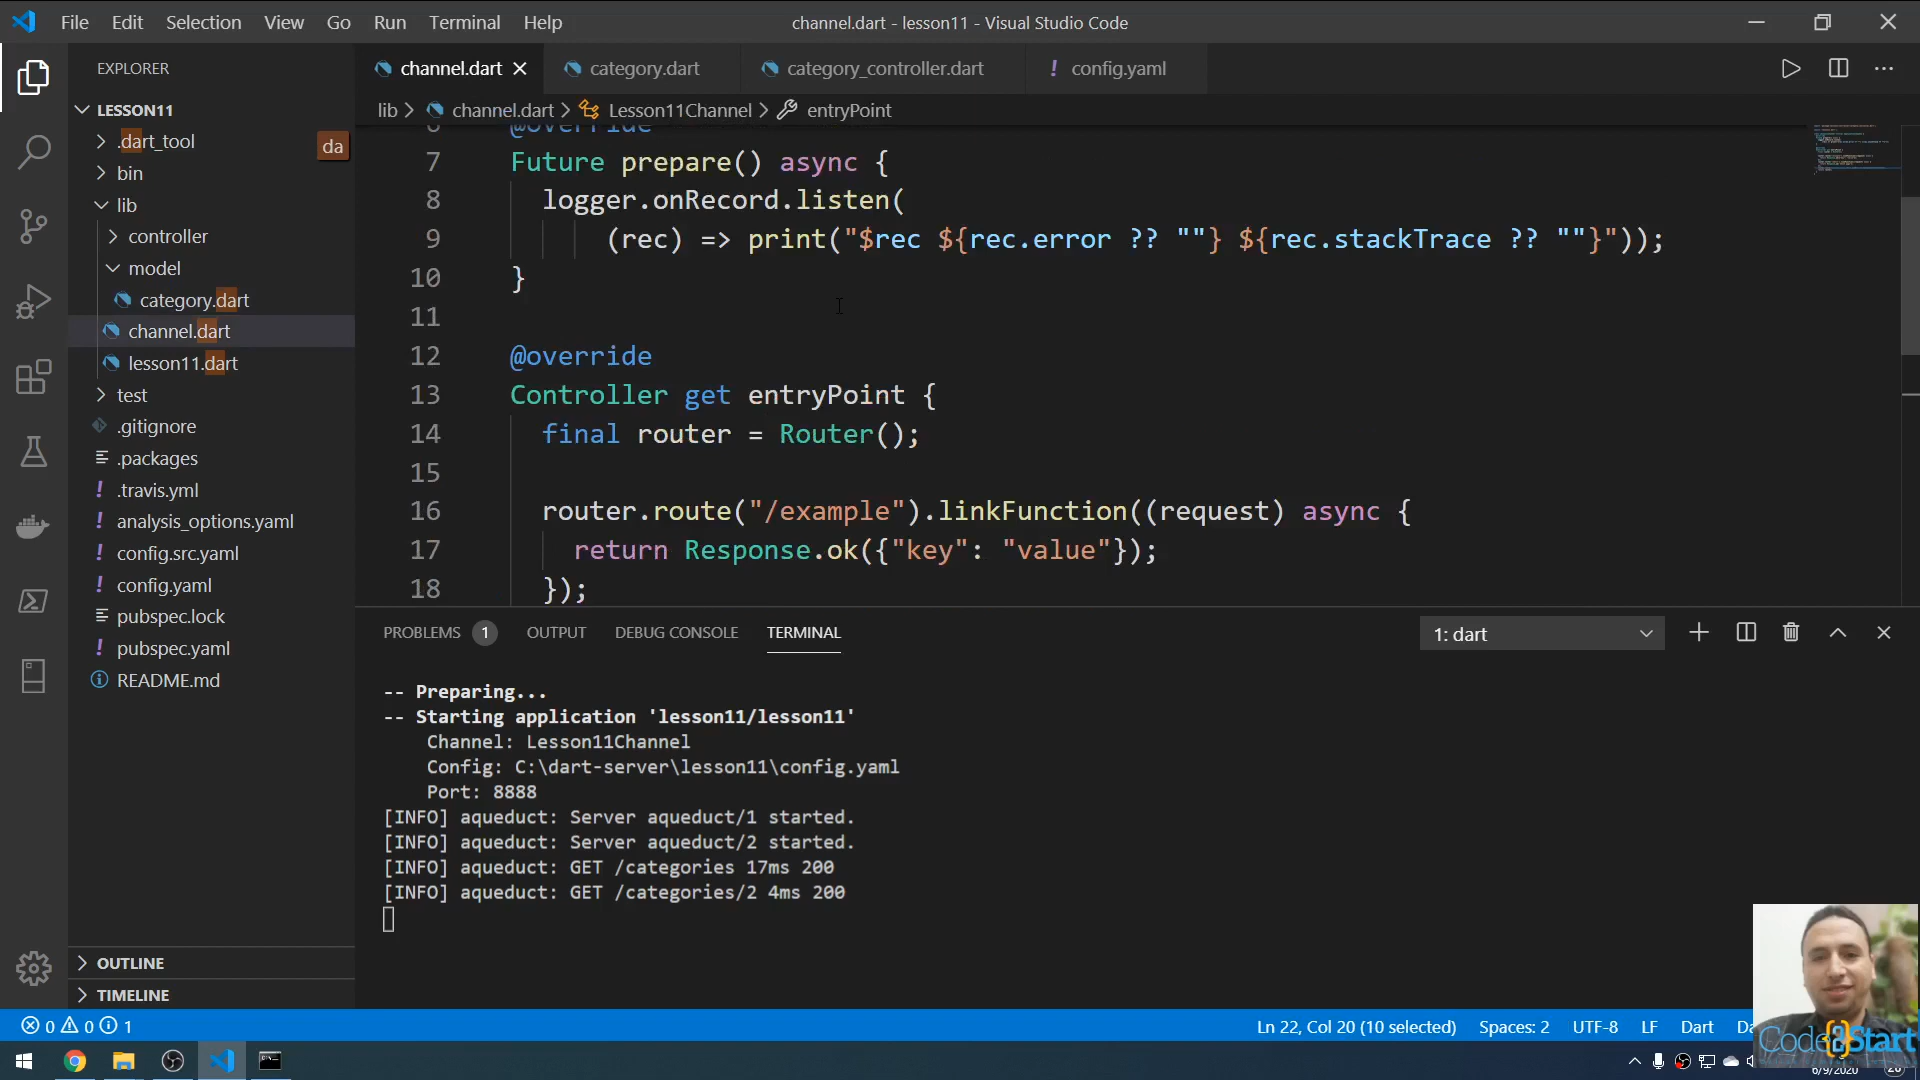 File Edit Selection View Go Run Terminal Help
channel.dart - lesson11 - Visual Studio Code
EXPLORER
LESSON11
.dart_tool
da
bin
lib
controller
model
category.dart
channel.dart
lesson11.dart
test
.gitignore
.packages
! .travis.yml
! analysis_options.yaml
! config.src.yaml
! config.yaml
pubspec.lock
! pubspec.yaml
README.md
OUTLINE
TIMELINE
channel.dart
category.dart
category_controller.dart
! config.yaml
lib > channel.dart > Lesson11Channel > entryPoint
6 @override
7 Future prepare() async {
8 logger.onRecord.listen(
9 (rec) => print("$rec ${rec.error ?? ""} ${rec.stackTrace ?? ""}"));
10 }
11
12 @override
13 Controller get entryPoint {
14 final router = Router();
15
16 router.route("/example").linkFunction((request) async {
17 return Response.ok({"key": "value"});
18 });
PROBLEMS 1 OUTPUT DEBUG CONSOLE TERMINAL
1: dart
-- Preparing...
-- Starting application 'lesson11/lesson11'
Channel: Lesson11Channel
Config: C:\dart-server\lesson11\config.yaml
Port: 8888
[INFO] aqueduct: Server aqueduct/1 started.
[INFO] aqueduct: Server aqueduct/2 started.
[INFO] aqueduct: GET /categories 17ms 200
[INFO] aqueduct: GET /categories/2 4ms 200
0 0 1
Ln 22, Col 20 (10 selected) Spaces: 2 UTF-8 LF Dart
Code{2}Start
6/9/2020